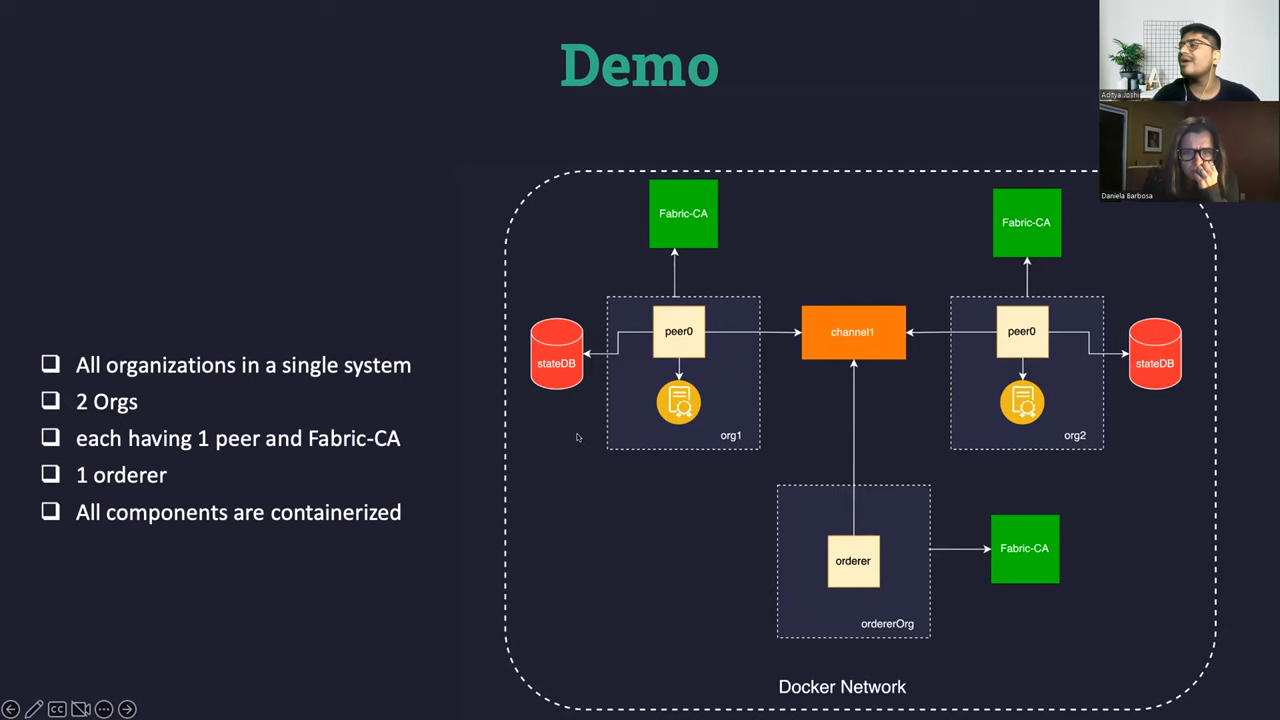 Demo
Aditya Joshi
Daniela Barbosa
Fabric-CA
Fabric-CA
peer0
channel1
peer0
stateDB
stateDB
org1
org2
All organizations in a single system
2 Orgs
each having 1 peer and Fabric-CA
1 orderer
All components are containerized
orderer
Fabric-CA
ordererOrg
Docker Network
CC